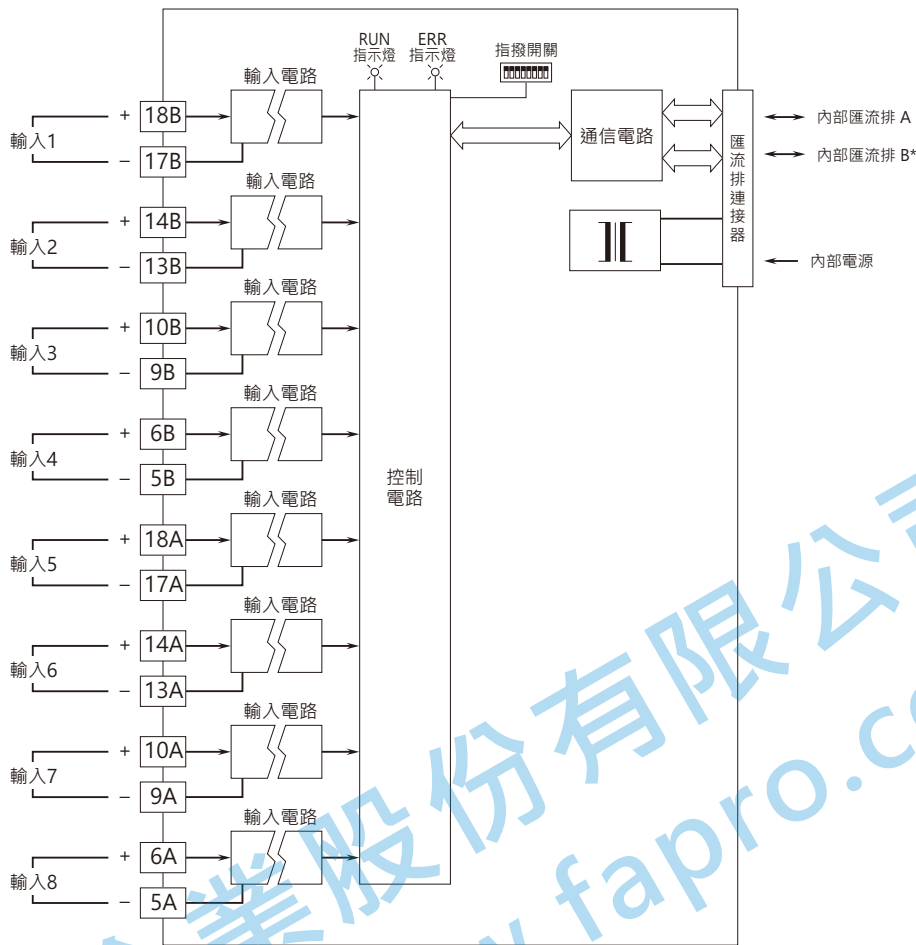 RUN
指示燈
ERR
指示燈
指撥開關
輸入電路
輸入1
+
18B
−
17B
輸入電路
輸入2
+
14B
−
13B
輸入電路
輸入3
+
10B
−
9B
輸入電路
輸入4
+
6B
−
5B
輸入電路
輸入5
+
18A
−
17A
輸入電路
輸入6
+
14A
−
13A
輸入電路
輸入7
+
10A
−
9A
輸入電路
輸入8
+
6A
−
5A
控制
電路
通信電路
匯流排連接器
內部匯流排 A
內部匯流排 B*
內部電源
業股份有限公司
fapro.co